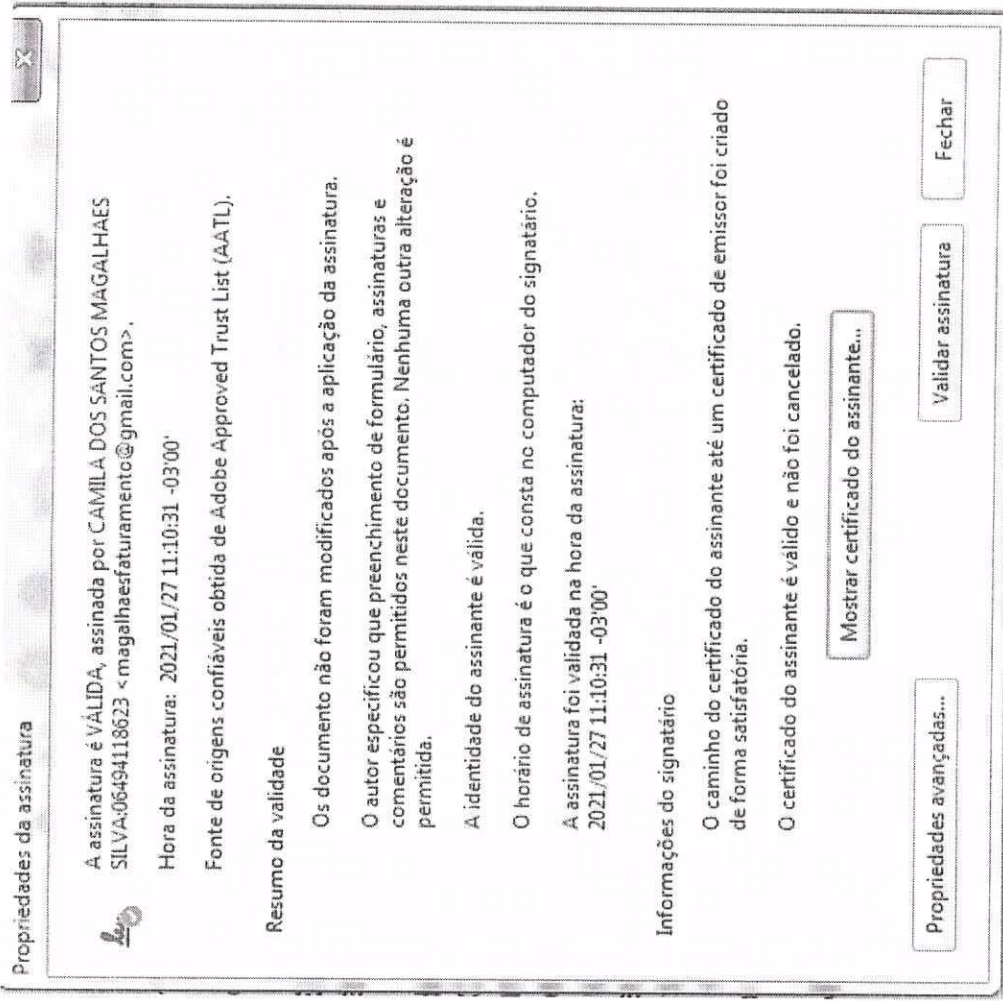 Propriedades da assinatura
A assinatura é VÁLIDA, assinada por CAMILA DOS SANTOS MAGALHAES
SILVA:06494118623 <magalhaesfaturamento@gmail.com>.
Hora da assinatura: 2021/01/27 11:10:31 -03'00'
Fonte de origens confiáveis obtida de Adobe Approved Trust List (AATL).
Resumo da validade
Os documento não foram modificados após a aplicação da assinatura.
O autor especificou que preenchimento de formulário, assinaturas e
comentários são permitidos neste documento. Nenhuma outra alteração é
permitida.
A identidade do assinante é válida.
O horário de assinatura é o que consta no computador do signatário.
A assinatura foi validada na hora da assinatura:
2021/01/27 11:10:31 -03'00'
Informações do signatário
O caminho do certificado do assinante até um certificado de emissor foi criado
de forma satisfatória.
O certificado do assinante é válido e não foi cancelado.
Mostrar certificado do assinante...
Propriedades avançadas...
Validar assinatura
Fechar